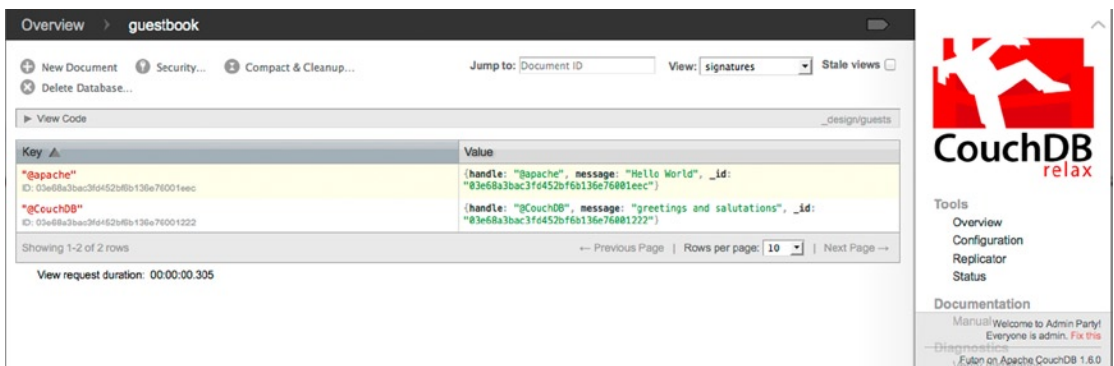 Overview > guestbook
New Document Security... Compact & Cleanup...
Delete Database...
Jump to: Document ID View: signatures Stale views
▶ View Code _design/guests
Key Value
"@apache"
ID: 03e68a3bac3fd452bf6b136e76001eec
{handle: "@apache", message: "Hello World", _id:
"03e68a3bac3fd452bf6b136e76001eec"}
"@CouchDB"
ID: 03e68a3bac3fd452bf6b136e76001222
{handle: "@CouchDB", message: "greetings and salutations", _id:
"03e68a3bac3fd452bf6b136e76001222"}
Showing 1-2 of 2 rows ← Previous Page | Rows per page: 10 | Next Page →
View request duration: 00:00:00.305
CouchDB
relax
Tools
Overview
Configuration
Replicator
Status
Documentation
Manual
Welcome to Admin Party!
Everyone is admin. Fix this
Diagnostics
Futon on Apache CouchDB 1.6.0